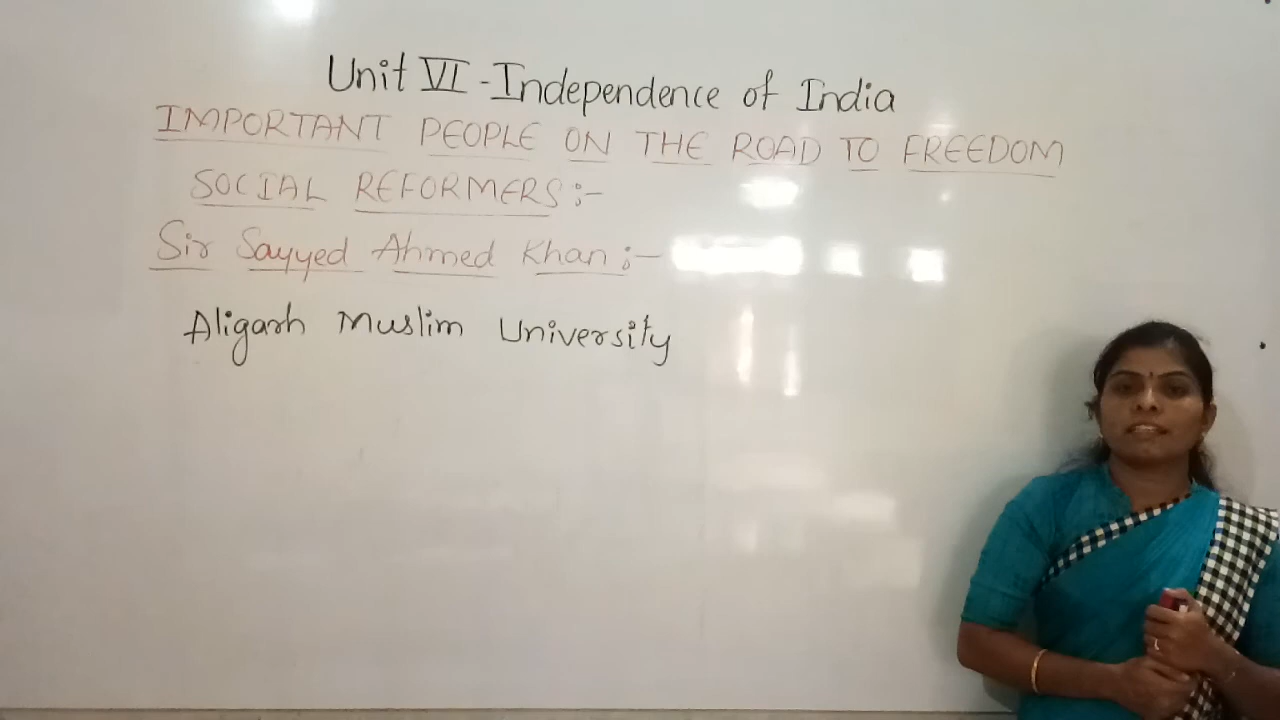 Unit VI - Independence of India
IMPORTANT PEOPLE ON THE ROAD TO FREEDOM
SOCIAL REFORMERS :-
Sir Sayyed Ahmed Khan :-
Aligarh Muslim University